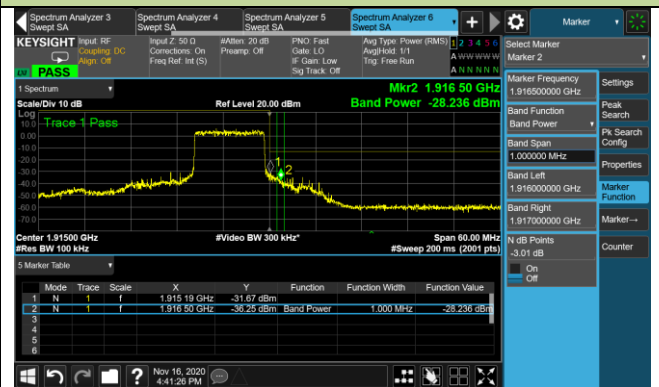 Spectrum Analyzer 3
Swept SA
Spectrum Analyzer 4
Swept SA
Spectrum Analyzer 5
Swept SA
Spectrum Analyzer 6
Swept SA
Marker
KEYSIGHT
Input: RF
Coupling: DC
Align: Off
Input Z: 50 Ω
Corrections: On
Freq Ref: Int (S)
#Atten: 20 dB
Preamp: Off
PNO: Fast
Gate: LO
IF Gain: Low
Sig Track: Off
Avg Type: Power (RMS)
Avg|Hold: 1/1
Trig: Free Run
1 2 3 4 5 6
A W W W W W
A N N N N N
LXI PASS
Select Marker
Marker 2
1 Spectrum
Scale/Div 10 dB
Ref Level 20.00 dBm
Mkr2 1.916 50 GHz
Band Power -28.236 dBm
Log
Trace 1 Pass
10.0
0.00
-10.0
-20.0
-30.0
-40.0
-50.0
-60.0
-70.0
1
2
Center 1.91500 GHz
#Res BW 100 kHz
#Video BW 300 kHz*
Span 60.00 MHz
#Sweep 200 ms (2001 pts)
Marker Frequency
1.916500000 GHz
Band Function
Band Power
Band Span
1.000000 MHz
Band Left
1.916000000 GHz
Band Right
1.917000000 GHz
N dB Points
-3.01 dB
On
Off
Settings
Peak
Search
Pk Search
Config
Properties
Marker
Function
Marker→
Counter
5 Marker Table
Mode Trace Scale X Y Function Function Width Function Value
1 N 1 f 1.915 19 GHz -31.67 dBm
2 N 1 f 1.916 50 GHz -36.25 dBm Band Power 1.000 MHz -28.236 dBm
3
4
5
6
Nov 16, 2020
4:41:26 PM